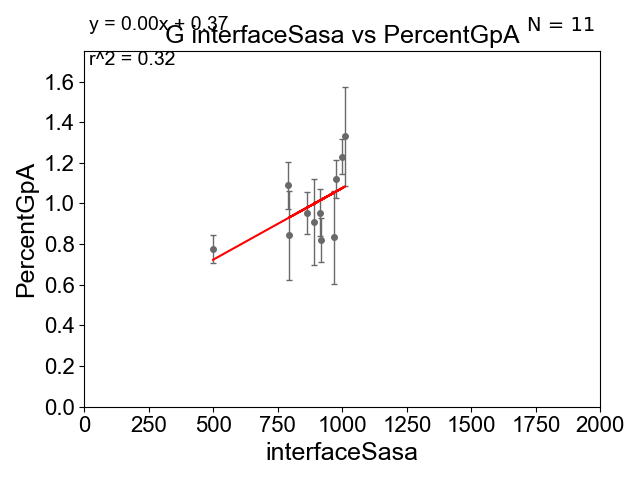 y = 0.00x + 0.37
G interfaceSasa vs PercentGpA
N = 11
r^2 = 0.32
PercentGpA
1.6
1.4
1.2
1.0
0.8
0.6
0.4
0.2
0.0
0 250 500 750 1000 1250 1500 1750 2000
interfaceSasa